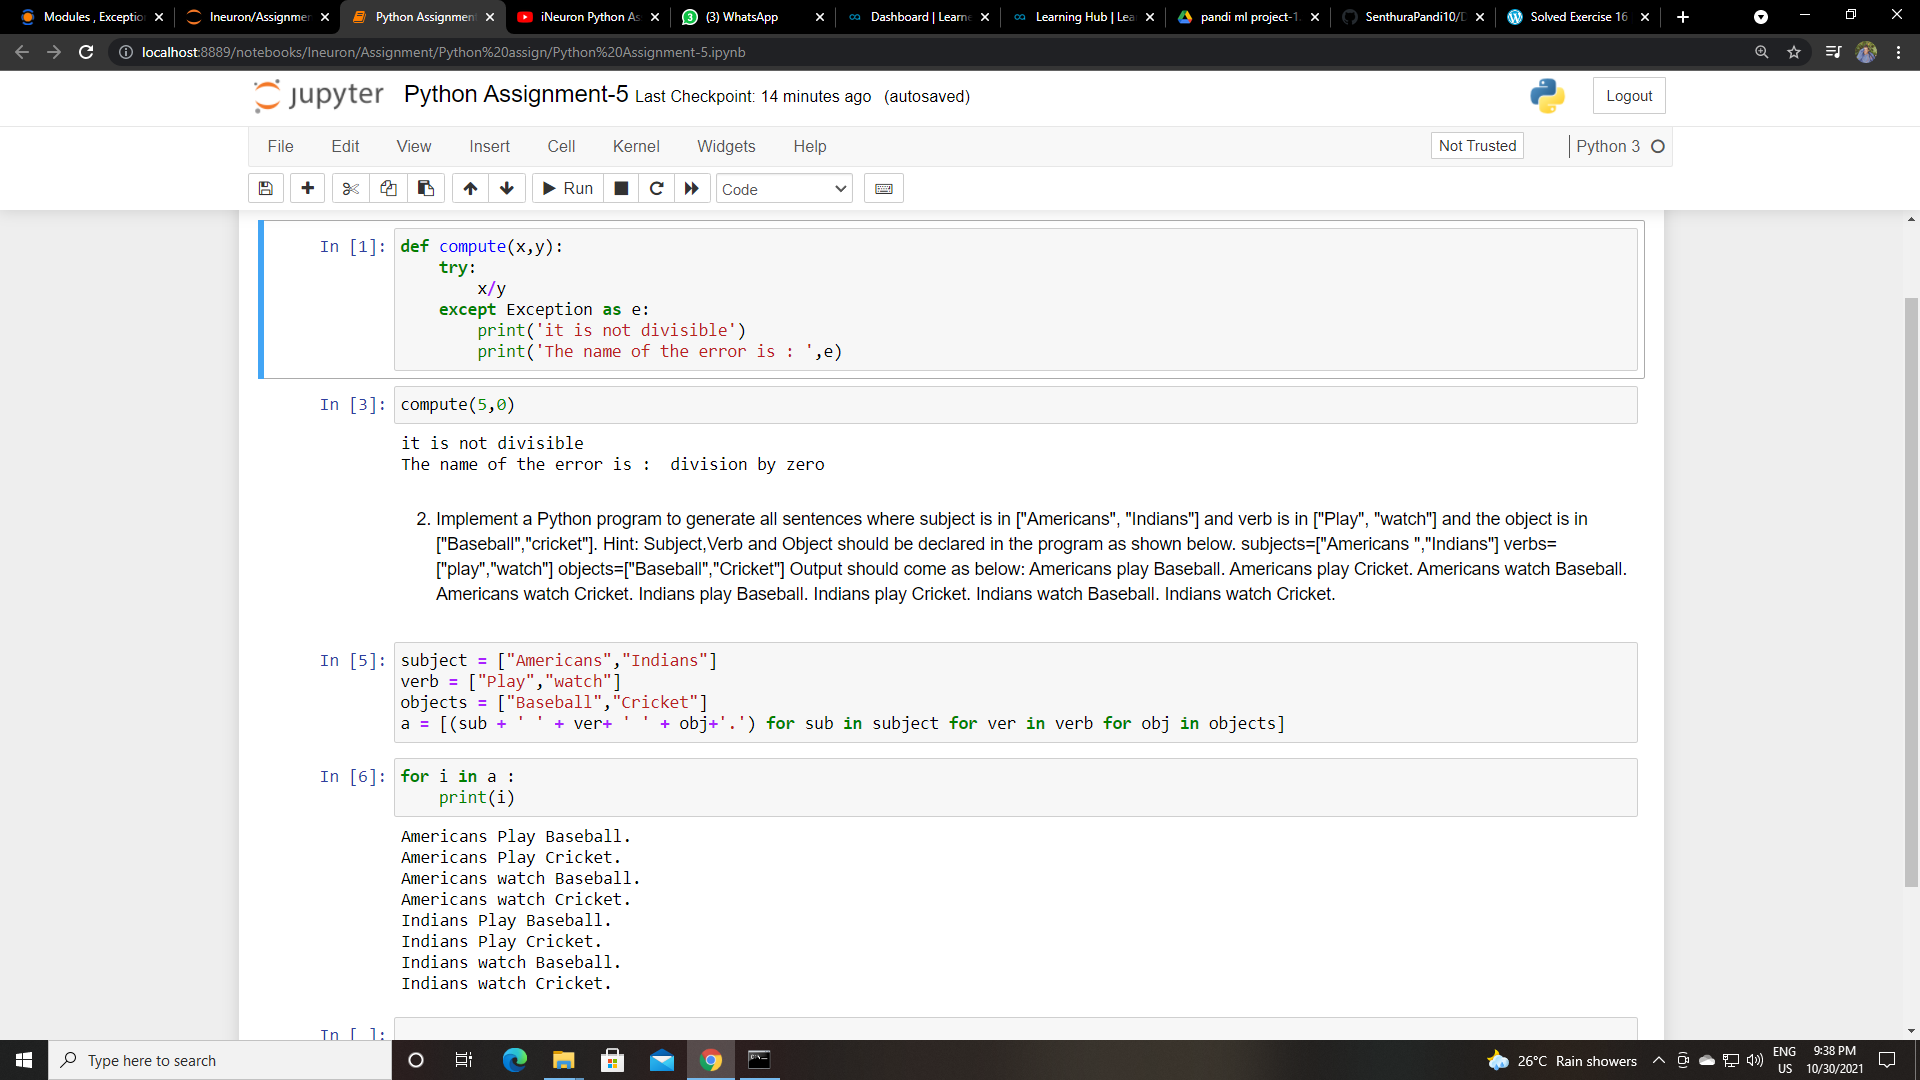 Modules , Exceptio
Ineuron/Assignmen
Python Assignment
iNeuron Python As
(3) WhatsApp
Dashboard | Learne
Learning Hub | Lea
pandi ml project-1.
SenthuraPandi10/D
Solved Exercise 16
localhost:8889/notebooks/Ineuron/Assignment/Python%20assign/Python%20Assignment-5.ipynb
jupyter Python Assignment-5 Last Checkpoint: 14 minutes ago (autosaved)
Logout
File Edit View Insert Cell Kernel Widgets Help
Not Trusted
Python 3
Run
Code
In [1]: def compute(x,y):
try:
x/y
except Exception as e:
print('it is not divisible')
print('The name of the error is : ',e)
In [3]: compute(5,0)
it is not divisible
The name of the error is :  division by zero
2. Implement a Python program to generate all sentences where subject is in ["Americans", "Indians"] and verb is in ["Play", "watch"] and the object is in
["Baseball","cricket"]. Hint: Subject,Verb and Object should be declared in the program as shown below. subjects=["Americans ","Indians"] verbs=
["play","watch"] objects=["Baseball","Cricket"] Output should come as below: Americans play Baseball. Americans play Cricket. Americans watch Baseball.
Americans watch Cricket. Indians play Baseball. Indians play Cricket. Indians watch Baseball. Indians watch Cricket.
In [5]: subject = ["Americans","Indians"]
verb = ["Play","watch"]
objects = ["Baseball","Cricket"]
a = [(sub + ' ' + ver+ ' ' + obj+'.') for sub in subject for ver in verb for obj in objects]
In [6]: for i in a :
print(i)
Americans Play Baseball.
Americans Play Cricket.
Americans watch Baseball.
Americans watch Cricket.
Indians Play Baseball.
Indians Play Cricket.
Indians watch Baseball.
Indians watch Cricket.
In [ ]:
Type here to search
26°C Rain showers
ENG
US
9:38 PM
10/30/2021